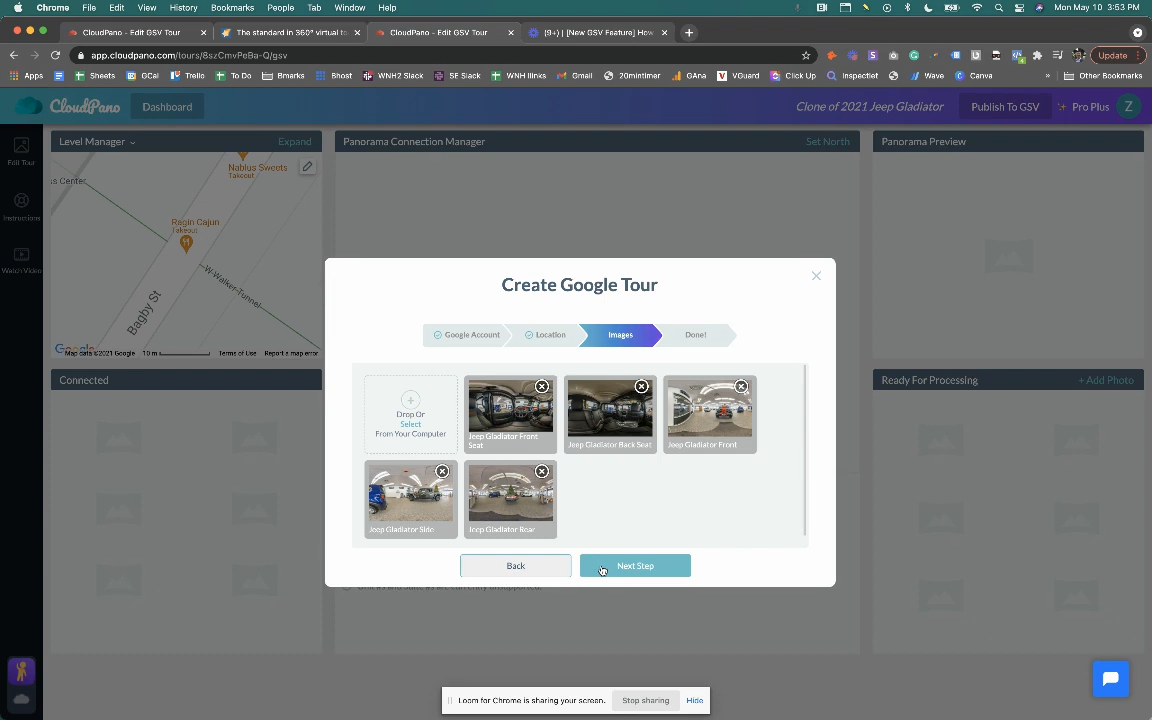 Chrome File Edit View History Bookmarks People Tab Window Help Mon May 10 3:53 PM
CloudPano - Edit GSV Tour
The standard in 360° virtual to
CloudPano - Edit GSV Tour
(9+) | [New GSV Feature] How
app.cloudpano.com/tours/8szCmvPeBa-Q/gsv
Update
Apps Sheets GCal Trello To Do Bmarks Bhost WNH2 Slack SE Slack WNH llinks Gmail 20mintimer GAna VGuard Click Up Inspectlet Wave Canva » Other Bookmarks
CloudPano
Dashboard
Clone of 2021 Jeep Gladiator
Publish To GSV
Pro Plus
Z
Edit Tour
Instructions
Watch Video
Level Manager
Expand
Panorama Connection Manager
Set North
Panorama Preview
Nablus Sweets
Takeout
ss Center
Ragin Cajun
Takeout
W-Walker-Tunnel
Bagby St
Google
Map data ©2021 Google 10 m Terms of Use Report a map error
Connected
Ready For Processing
+ Add Photo
Create Google Tour
Google Account
Location
Images
Done!
Drop Or
Select
From Your Computer
Jeep Gladiator Front
Seat
Jeep Gladiator Back Seat
Jeep Gladiator Front
Jeep Gladiator Side
Jeep Gladiator Rear
Back
Next Step
Loom for Chrome is sharing your screen.
Stop sharing
Hide